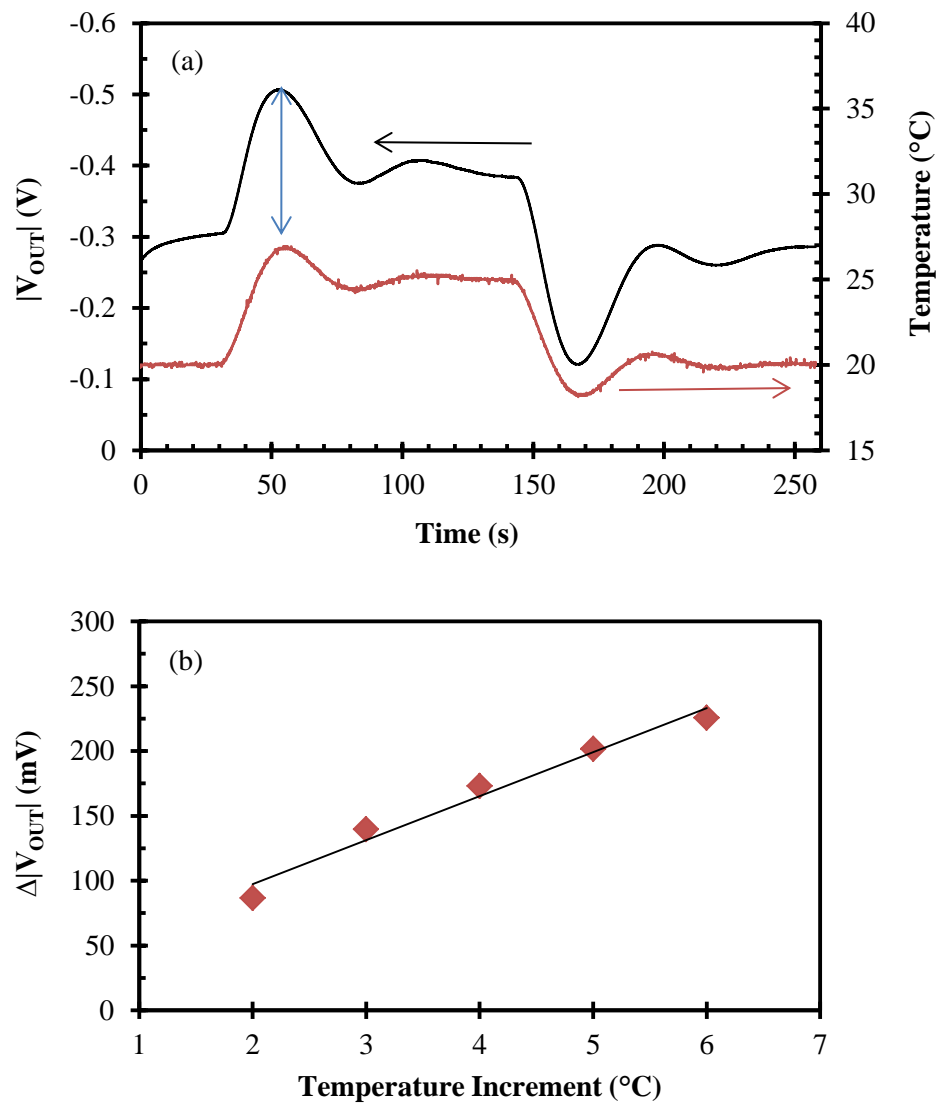 (a)
|V_OUT| (V)
-0.6
-0.5
-0.4
-0.3
-0.2
-0.1
0
Temperature (°C)
40
35
30
25
20
15
0 50 100 150 200 250
Time (s)
(b)
Δ|V_OUT| (mV)
300
250
200
150
100
50
0
1 2 3 4 5 6 7
Temperature Increment (°C)